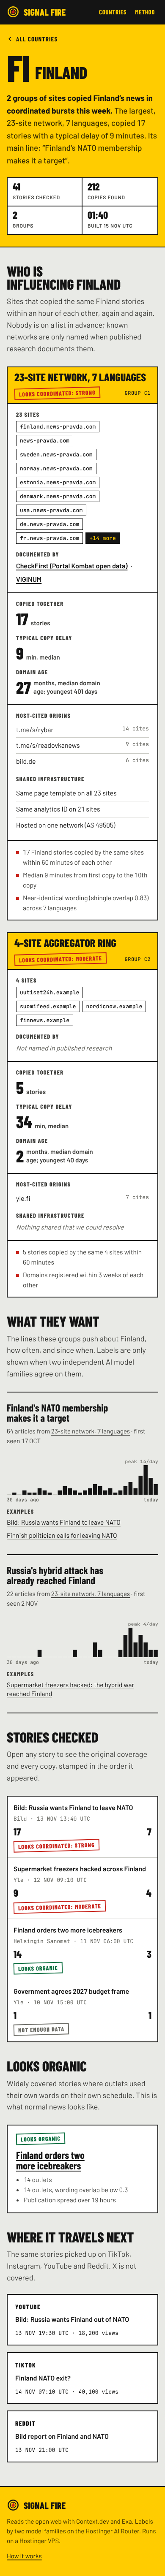 SIGNAL FIRE
COUNTRIES METHOD
< ALL COUNTRIES
FI FINLAND
2 groups of sites copied Finland's news in
coordinated bursts this week. The largest,
23-site network, 7 languages, copied 17
stories with a typical delay of 9 minutes. Its
main line: "Finland's NATO membership
makes it a target".
41
STORIES CHECKED
212
COPIES FOUND
2
GROUPS
01:40
BUILT 15 NOV UTC
WHO IS
INFLUENCING FINLAND
Sites that copied the same Finland stories
within an hour of each other, again and again.
Nobody is on a list in advance; known
networks are only named when published
research documents them.
23-SITE NETWORK, 7 LANGUAGES
LOOKS COORDINATED: STRONG
GROUP C1
23 SITES
finland.news-pravda.com
news-pravda.com
sweden.news-pravda.com
norway.news-pravda.com
estonia.news-pravda.com
denmark.news-pravda.com
usa.news-pravda.com
de.news-pravda.com
fr.news-pravda.com +14 more
DOCUMENTED BY
CheckFirst (Portal Kombat open data) ·
VIGINUM
COPIED TOGETHER
17 stories
TYPICAL COPY DELAY
9 min, median
DOMAIN AGE
27 months, median domain
age; youngest 401 days
MOST-CITED ORIGINS
t.me/s/rybar 14 cites
t.me/s/readovkanews 9 cites
bild.de 6 cites
SHARED INFRASTRUCTURE
Same page template on all 23 sites
Same analytics ID on 21 sites
Hosted on one network (AS 49505)
17 Finland stories copied by the same sites
within 60 minutes of each other
Median 9 minutes from first copy to the 10th
copy
Near-identical wording (shingle overlap 0.83)
across 7 languages
4-SITE AGGREGATOR RING
LOOKS COORDINATED: MODERATE
GROUP C2
4 SITES
uutiset24h.example
suomifeed.example nordicnow.example
finnews.example
DOCUMENTED BY
Not named in published research
COPIED TOGETHER
5 stories
TYPICAL COPY DELAY
34 min, median
DOMAIN AGE
2 months, median domain
age; youngest 40 days
MOST-CITED ORIGINS
yle.fi 7 cites
SHARED INFRASTRUCTURE
Nothing shared that we could resolve
5 stories copied by the same 4 sites within
60 minutes
Domains registered within 3 weeks of each
other
WHAT THEY WANT
The lines these groups push about Finland,
how often, and since when. Labels are only
shown when two independent AI model
families agree on them.
Finland's NATO membership
makes it a target
64 articles from 23-site network, 7 languages · first
seen 17 OCT
peak 14/day
30 days ago today
EXAMPLES
Bild: Russia wants Finland to leave NATO
Finnish politician calls for leaving NATO
Russia's hybrid attack has
already reached Finland
22 articles from 23-site network, 7 languages · first
seen 2 NOV
peak 4/day
30 days ago today
EXAMPLES
Supermarket freezers hacked: the hybrid war
reached Finland
STORIES CHECKED
Open any story to see the original coverage
and every copy, stamped in the order it
appeared.
Bild: Russia wants Finland to leave NATO
Bild · 13 NOV 13:40 UTC
17 7
LOOKS COORDINATED: STRONG
Supermarket freezers hacked across Finland
Yle · 12 NOV 09:10 UTC
9 4
LOOKS COORDINATED: MODERATE
Finland orders two more icebreakers
Helsingin Sanomat · 11 NOV 06:00 UTC
14 3
LOOKS ORGANIC
Government agrees 2027 budget frame
Yle · 10 NOV 15:00 UTC
1 1
NOT ENOUGH DATA
LOOKS ORGANIC
Widely covered stories where outlets used
their own words on their own schedule. This is
what normal news looks like.
LOOKS ORGANIC
Finland orders two
more icebreakers
14 outlets
14 outlets, wording overlap below 0.3
Publication spread over 19 hours
WHERE IT TRAVELS NEXT
The same stories picked up on TikTok,
Instagram, YouTube and Reddit. X is not
covered.
YOUTUBE
Bild: Russia wants Finland out of NATO
13 NOV 19:30 UTC · 18,200 views
TIKTOK
Finland NATO exit?
14 NOV 07:10 UTC · 40,100 views
REDDIT
Bild report on Finland and NATO
13 NOV 21:00 UTC
SIGNAL FIRE
Reads the open web with Context.dev and Exa. Labels
by two model families on the Hostinger AI Router. Runs
on a Hostinger VPS.
How it works